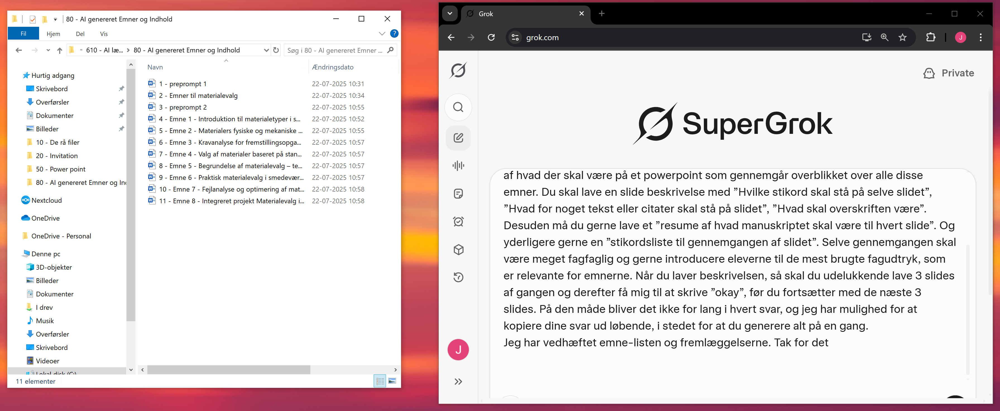 80 - AI genereret Emner og Indhold
Fil
Hjem
Del
Vis
?
« 610 - AI læ... > 80 - AI genereret Emner og Indhold
Søg i 80 - AI genereret Emner ...
Hurtig adgang
Skrivebord
Overførsler
Dokumenter
Billeder
10 - De rå filer
20 - Invitation
50 - Power point
80 - AI genereret Emner og Ind
Nextcloud
OneDrive
OneDrive - Personal
Denne pc
3D-objekter
Billeder
Dokumenter
I drev
Musik
Overførsler
Skrivebord
Videoer
Lokal disk (C:)
11 elementer
Navn
Ændringsdato
1 - preprompt 1 22-07-2025 10:31
2 - Emner til materialevalg 22-07-2025 10:34
3 - preprompt 2 22-07-2025 10:55
4 - Emne 1 - Introduktion til materialetyper i s... 22-07-2025 10:52
5 - Emne 2 - Materialers fysiske og mekaniske ... 22-07-2025 10:55
6 - Emne 3 - Kravanalyse for fremstillingsopga... 22-07-2025 10:57
7 - Emne 4 - Valg af materialer baseret på stan... 22-07-2025 10:57
8 - Emne 5 - Begrundelse af materialevalg – te... 22-07-2025 10:57
9 - Emne 6 - Praktisk materialevalg i smedevær... 22-07-2025 10:57
10 - Emne 7 - Fejlanalyse og optimering af mat... 22-07-2025 10:58
11 - Emne 8 - Integreret projekt Materialevalg i... 22-07-2025 10:58
Grok
grok.com
J
Private
SuperGrok
af hvad der skal være på et powerpoint som gennemgår overblikket over alle disse
emner. Du skal lave en slide beskrivelse med ”Hvilke stikord skal stå på selve slidet”,
”Hvad for noget tekst eller citater skal stå på slidet”, ”Hvad skal overskriften være”.
Desuden må du gerne lave et ”resume af hvad manuskriptet skal være til hvert slide”. Og
yderligere gerne en ”stikordsliste til gennemgangen af slidet”. Selve gennemgangen skal
være meget fagfaglig og gerne introducere eleverne til de mest brugte fagudtryk, som
er relevante for emnerne. Når du laver beskrivelsen, så skal du udelukkende lave 3 slides
af gangen og derefter få mig til at skrive ”okay”, før du fortsætter med de næste 3
slides. På den måde bliver det ikke for lang i hvert svar, og jeg har mulighed for at
kopiere dine svar ud løbende, i stedet for at du generere alt på en gang.
Jeg har vedhæftet emne-listen og fremlæggelserne. Tak for det
J